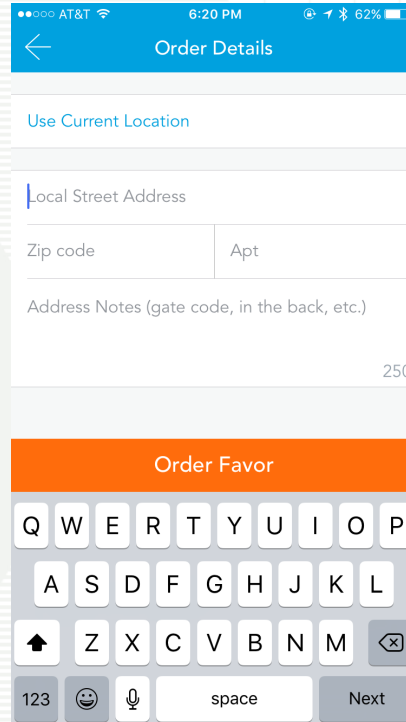 AT&T 6:20 PM 62%
Order Details
Use Current Location
Local Street Address
Zip code Apt
Address Notes (gate code, in the back, etc.)
250
Order Favor
Q W E R T Y U I O P
A S D F G H J K L
Z X C V B N M
123 space Next